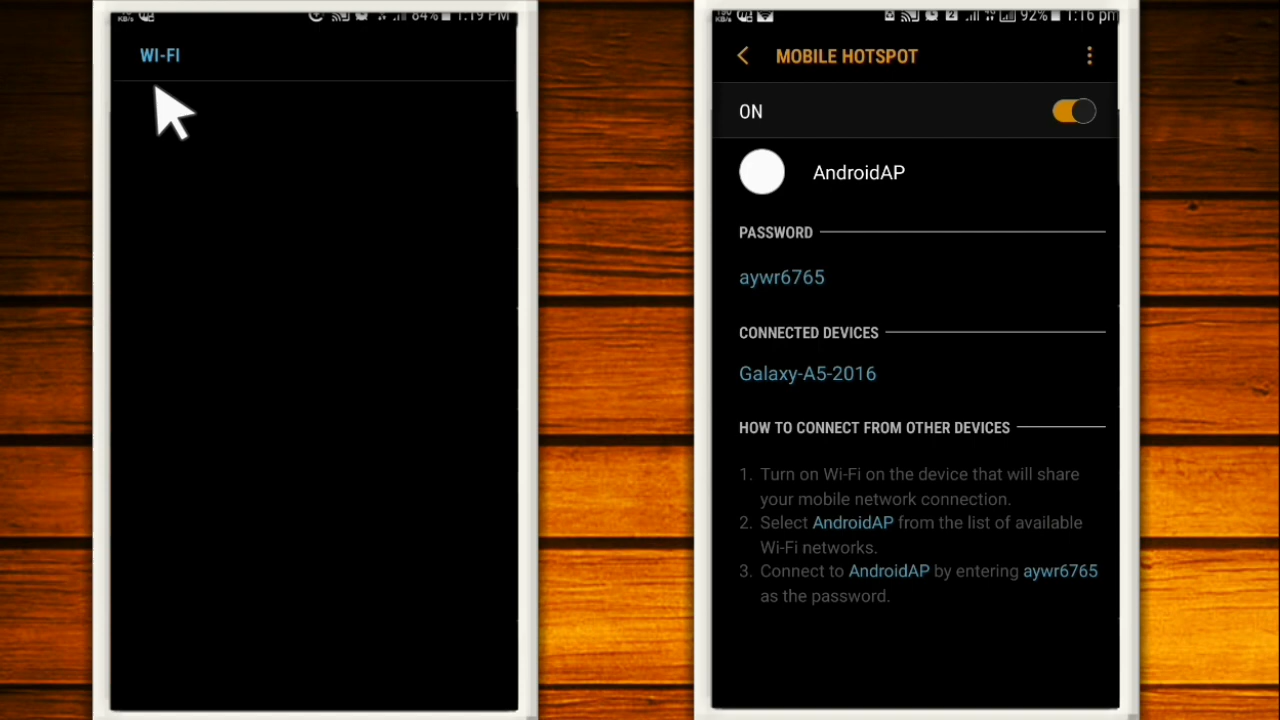 84% 1:19 PM
WI-FI
92% 1:16 pm
MOBILE HOTSPOT
ON
AndroidAP
PASSWORD
aywr6765
CONNECTED DEVICES
Galaxy-A5-2016
HOW TO CONNECT FROM OTHER DEVICES
1. Turn on Wi-Fi on the device that will share
your mobile network connection.
2. Select AndroidAP from the list of available
Wi-Fi networks.
3. Connect to AndroidAP by entering aywr6765
as the password.